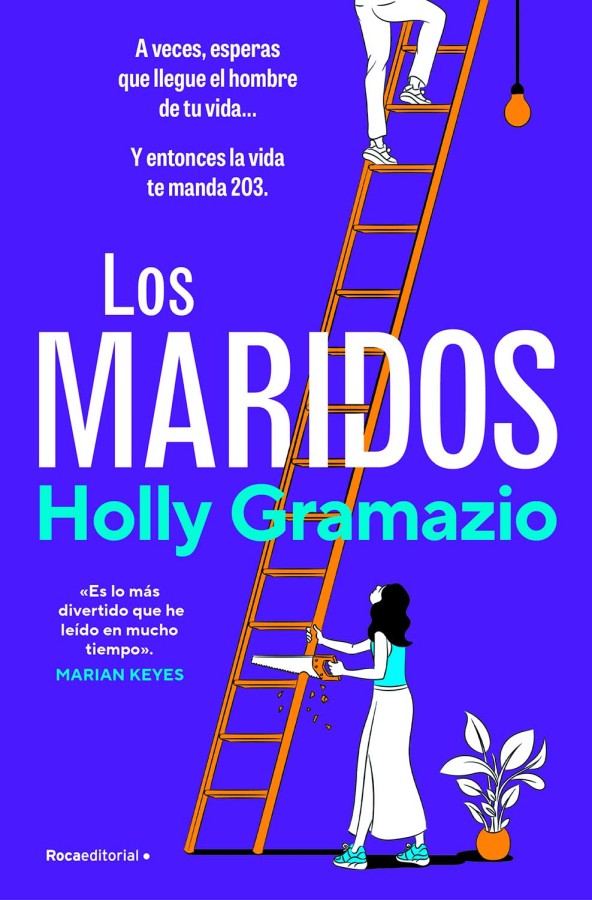 A veces, esperas
que llegue el hombre
de tu vida...
Y entonces la vida
te manda 203.
Los
MARIDOS
Holly Gramazio
«Es lo más
divertido que he
leído en mucho
tiempo».
MARIAN KEYES
Rocaeditorial